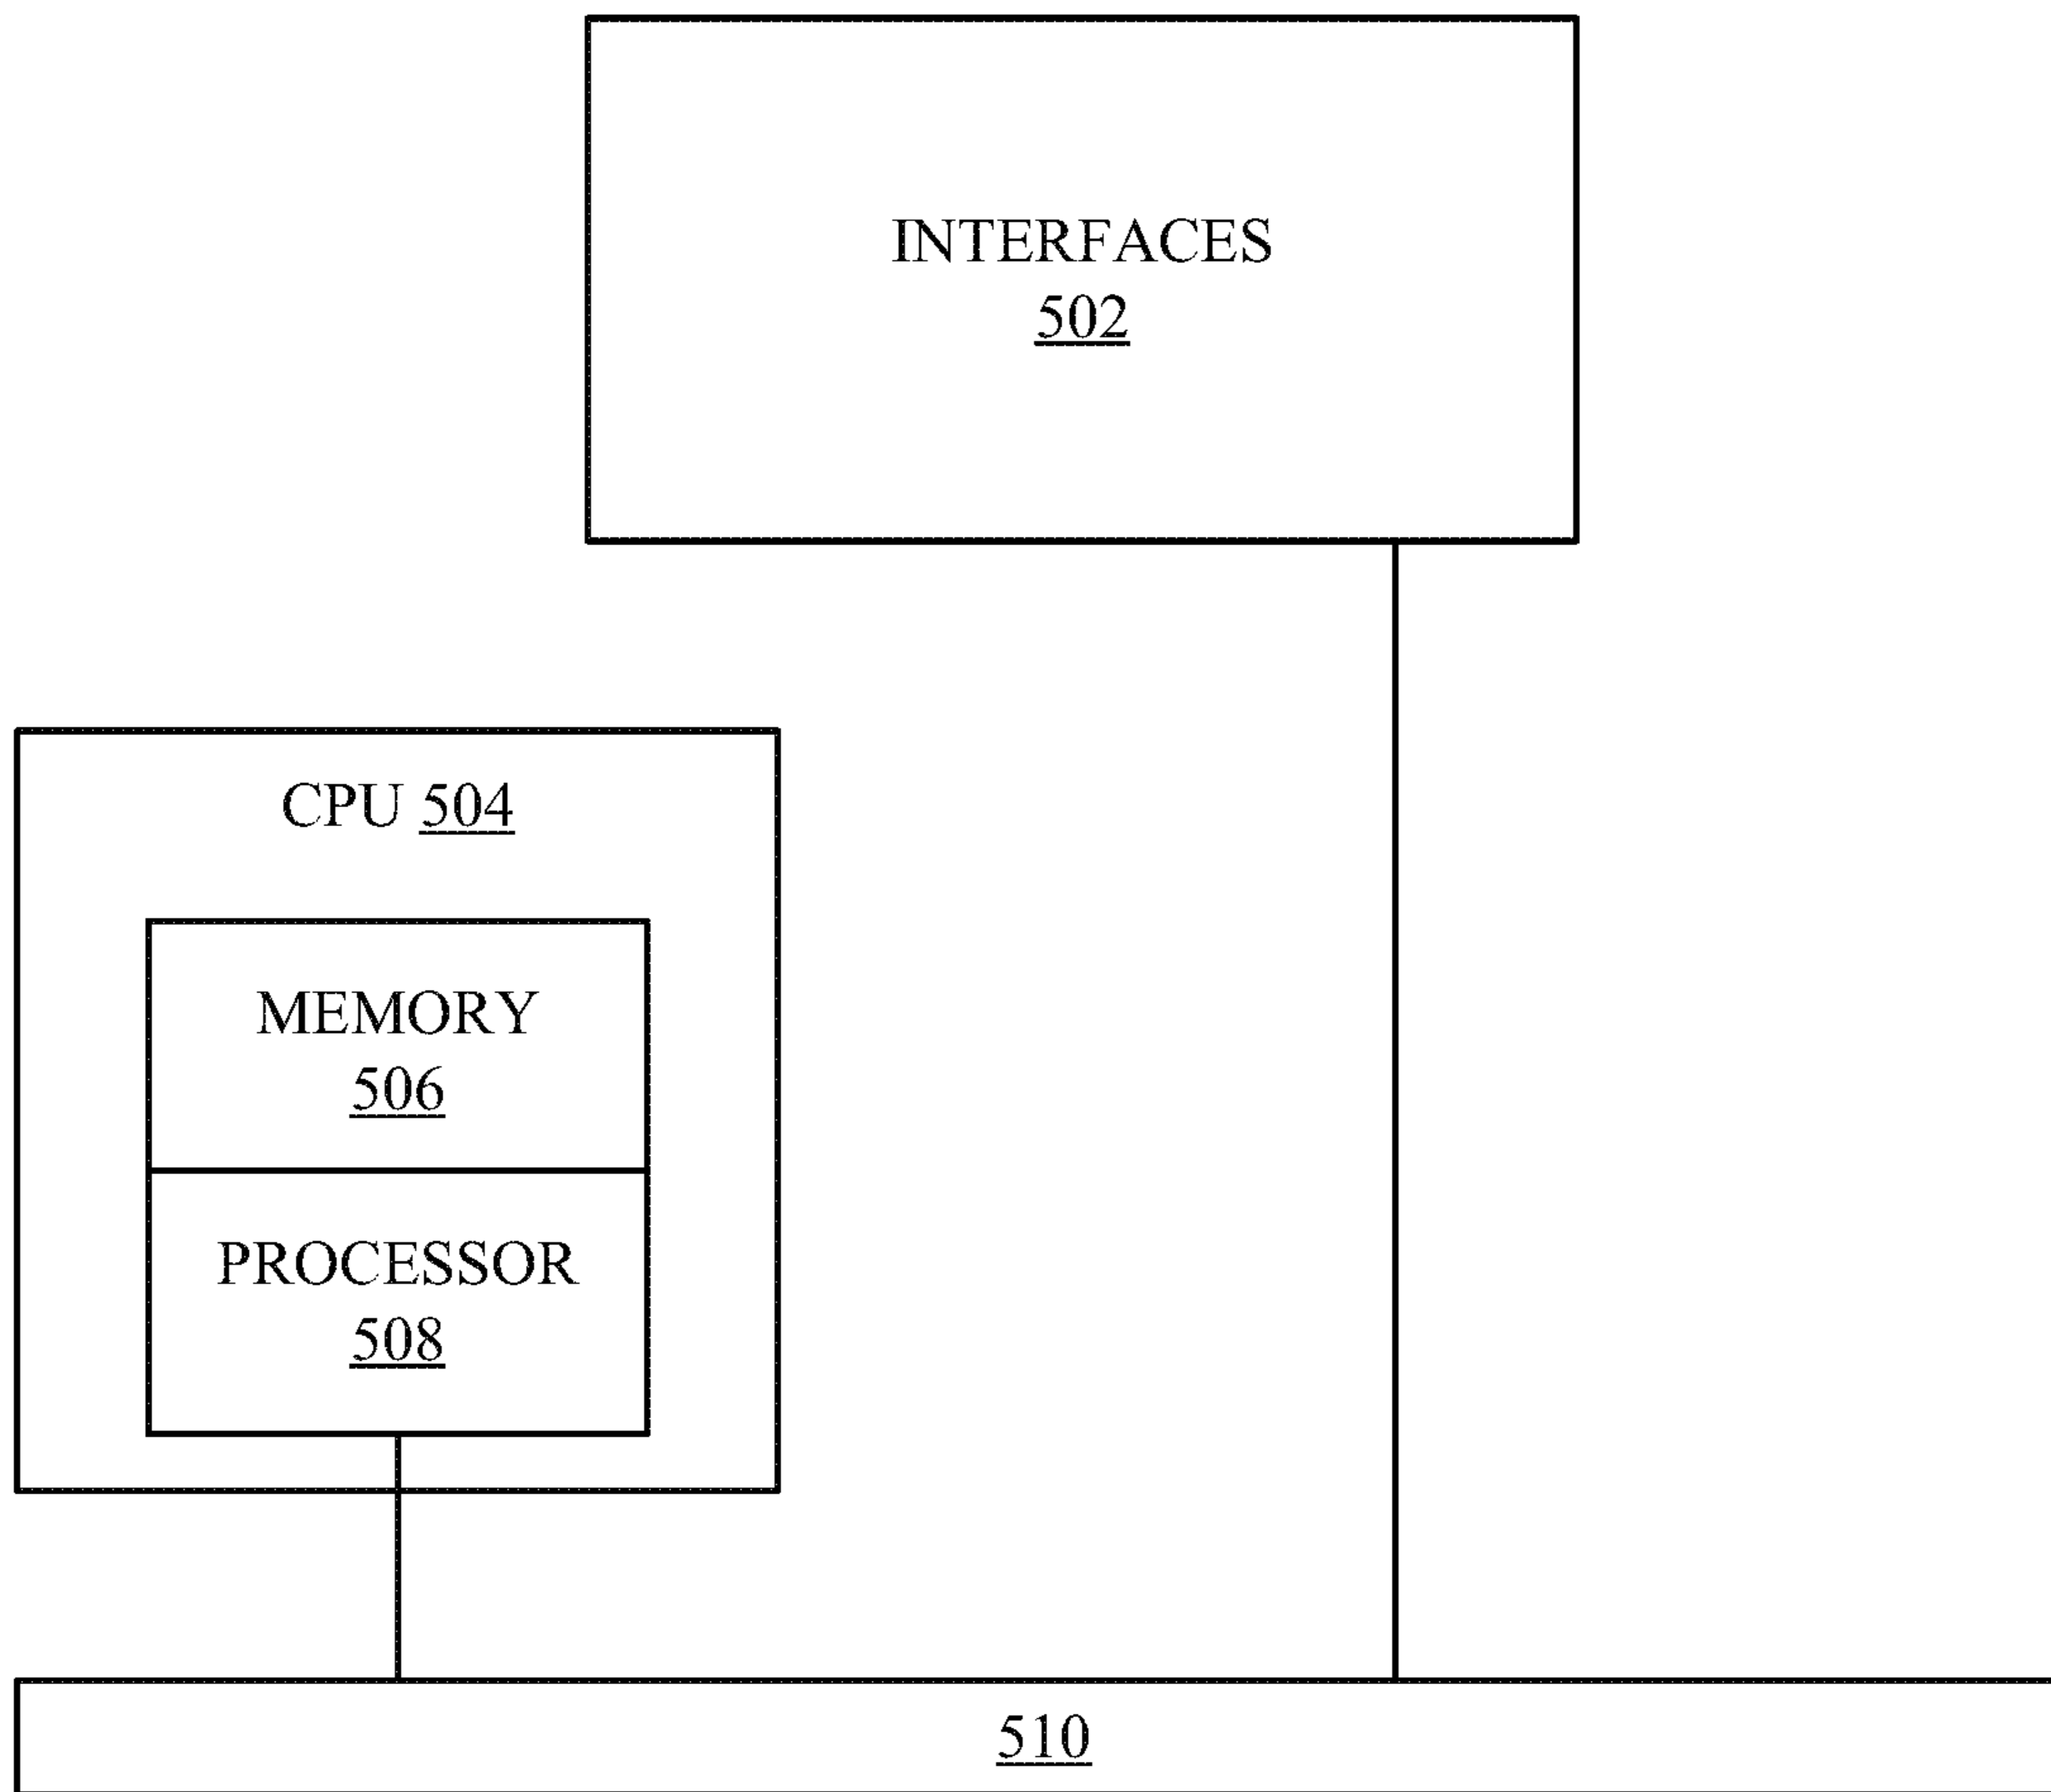 INTERFACES
502
CPU 504
MEMORY
506
PROCESSOR
508
510